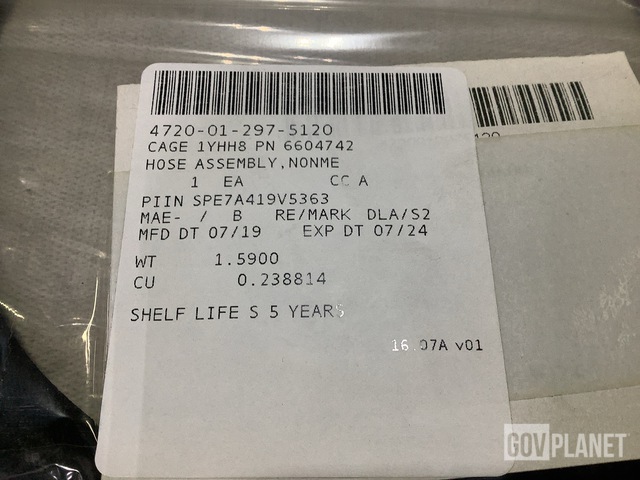 4720-01-297-5120
CAGE 1YHH8 PN 6604742
HOSE ASSEMBLY,NONME
1 EA CC A
PIIN SPE7A419V5363
MAE- / B RE/MARK DLA/S2
MFD DT 07/19 EXP DT 07/24
WT 1.5900
CU 0.238814
SHELF LIFE S 5 YEARS
16.07A v01
GOVPLANET